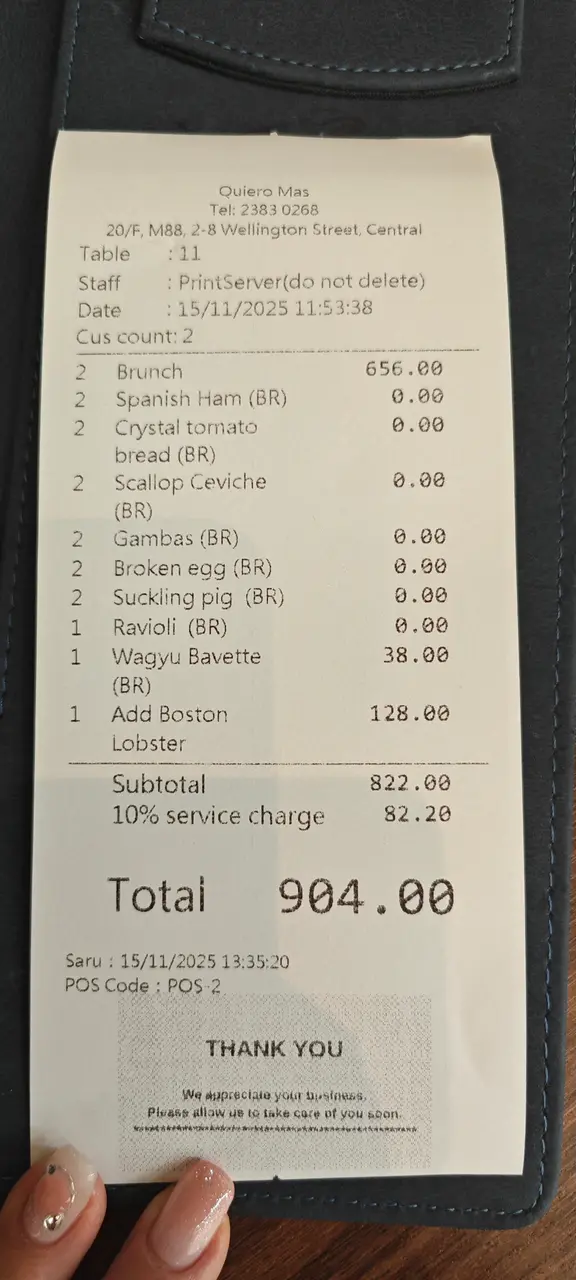 Quiero Mas
Tel: 2383 0268
20/F, M88, 2-8 Wellington Street, Central
Table : 11
Staff : PrintServer(do not delete)
Date : 15/11/2025 11:53:38
Cus count: 2
2 Brunch 656.00
2 Spanish Ham (BR) 0.00
2 Crystal tomato 0.00
bread (BR)
2 Scallop Ceviche 0.00
(BR)
2 Gambas (BR) 0.00
2 Broken egg (BR) 0.00
2 Suckling pig (BR) 0.00
1 Ravioli (BR) 0.00
1 Wagyu Bavette 38.00
(BR)
1 Add Boston 128.00
Lobster
Subtotal 822.00
10% service charge 82.20
Total 904.00
Saru : 15/11/2025 13:35:20
POS Code : POS-2
THANK YOU
We appreciate your business.
Please allow us to take care of you soon.